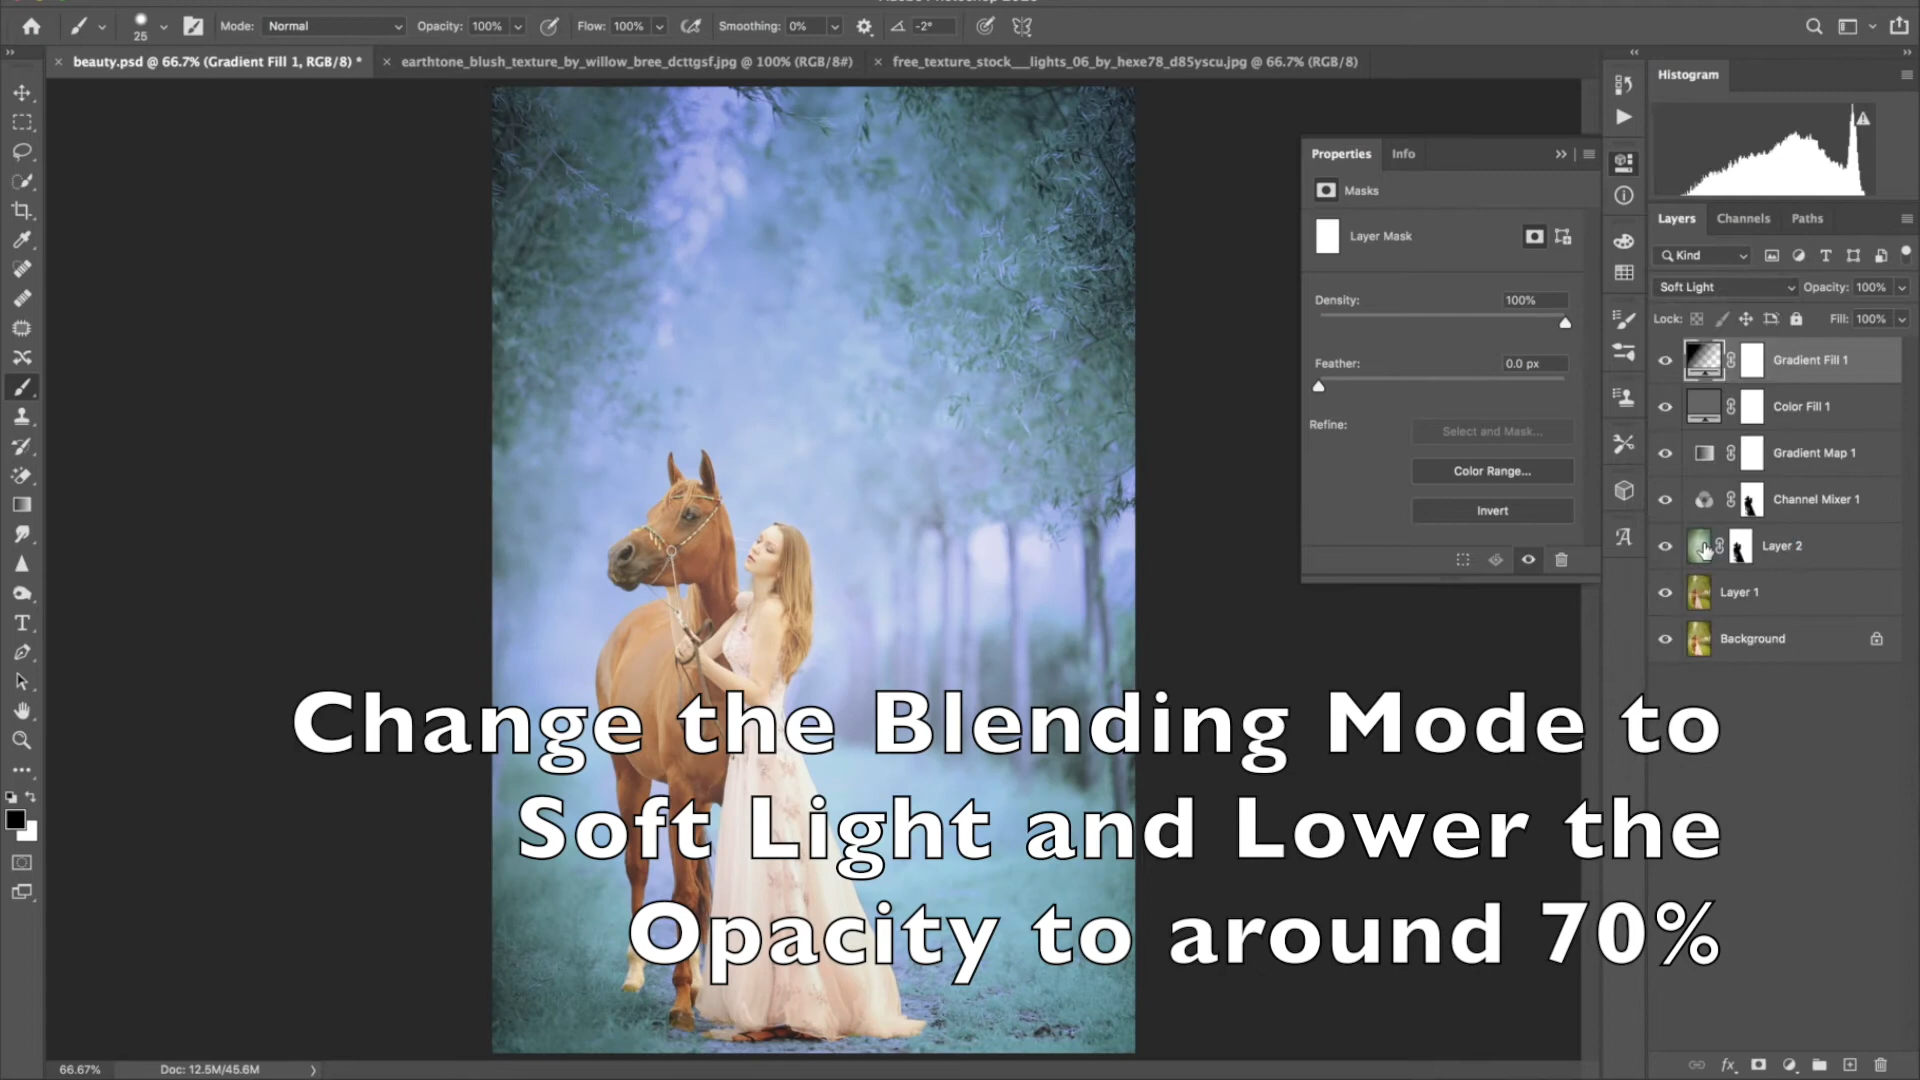 25
Mode:
Normal
Opacity:
100%
Flow:
100%
Smoothing:
0%
-2°
beauty.psd @ 66.7% (Gradient Fill 1, RGB/8) *
earthtone_blush_texture_by_willow_bree_dcttgsf.jpg @ 100% (RGB/8#)
free_texture_stock__lights_06_by_hexe78_d85yscu.jpg @ 66.7% (RGB/8)
Histogram
Properties
Info
Masks
Layer Mask
Density:
100%
Feather:
0.0 px
Refine:
Select and Mask...
Color Range...
Invert
Layers
Channels
Paths
Kind
Soft Light
Opacity:
100%
Lock:
Fill:
100%
Gradient Fill 1
Color Fill 1
Gradient Map 1
Channel Mixer 1
Layer 2
Layer 1
Background
Change the Blending Mode to
Soft Light and Lower the
Opacity to around 70%
66.67%
Doc: 12.5M/45.6M